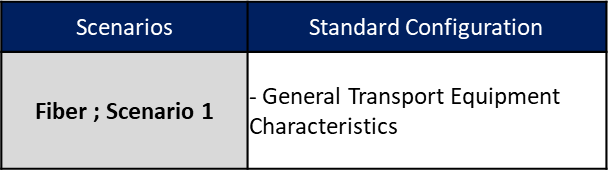 Scenarios
Standard Configuration
Fiber ; Scenario 1
- General Transport Equipment
Characteristics